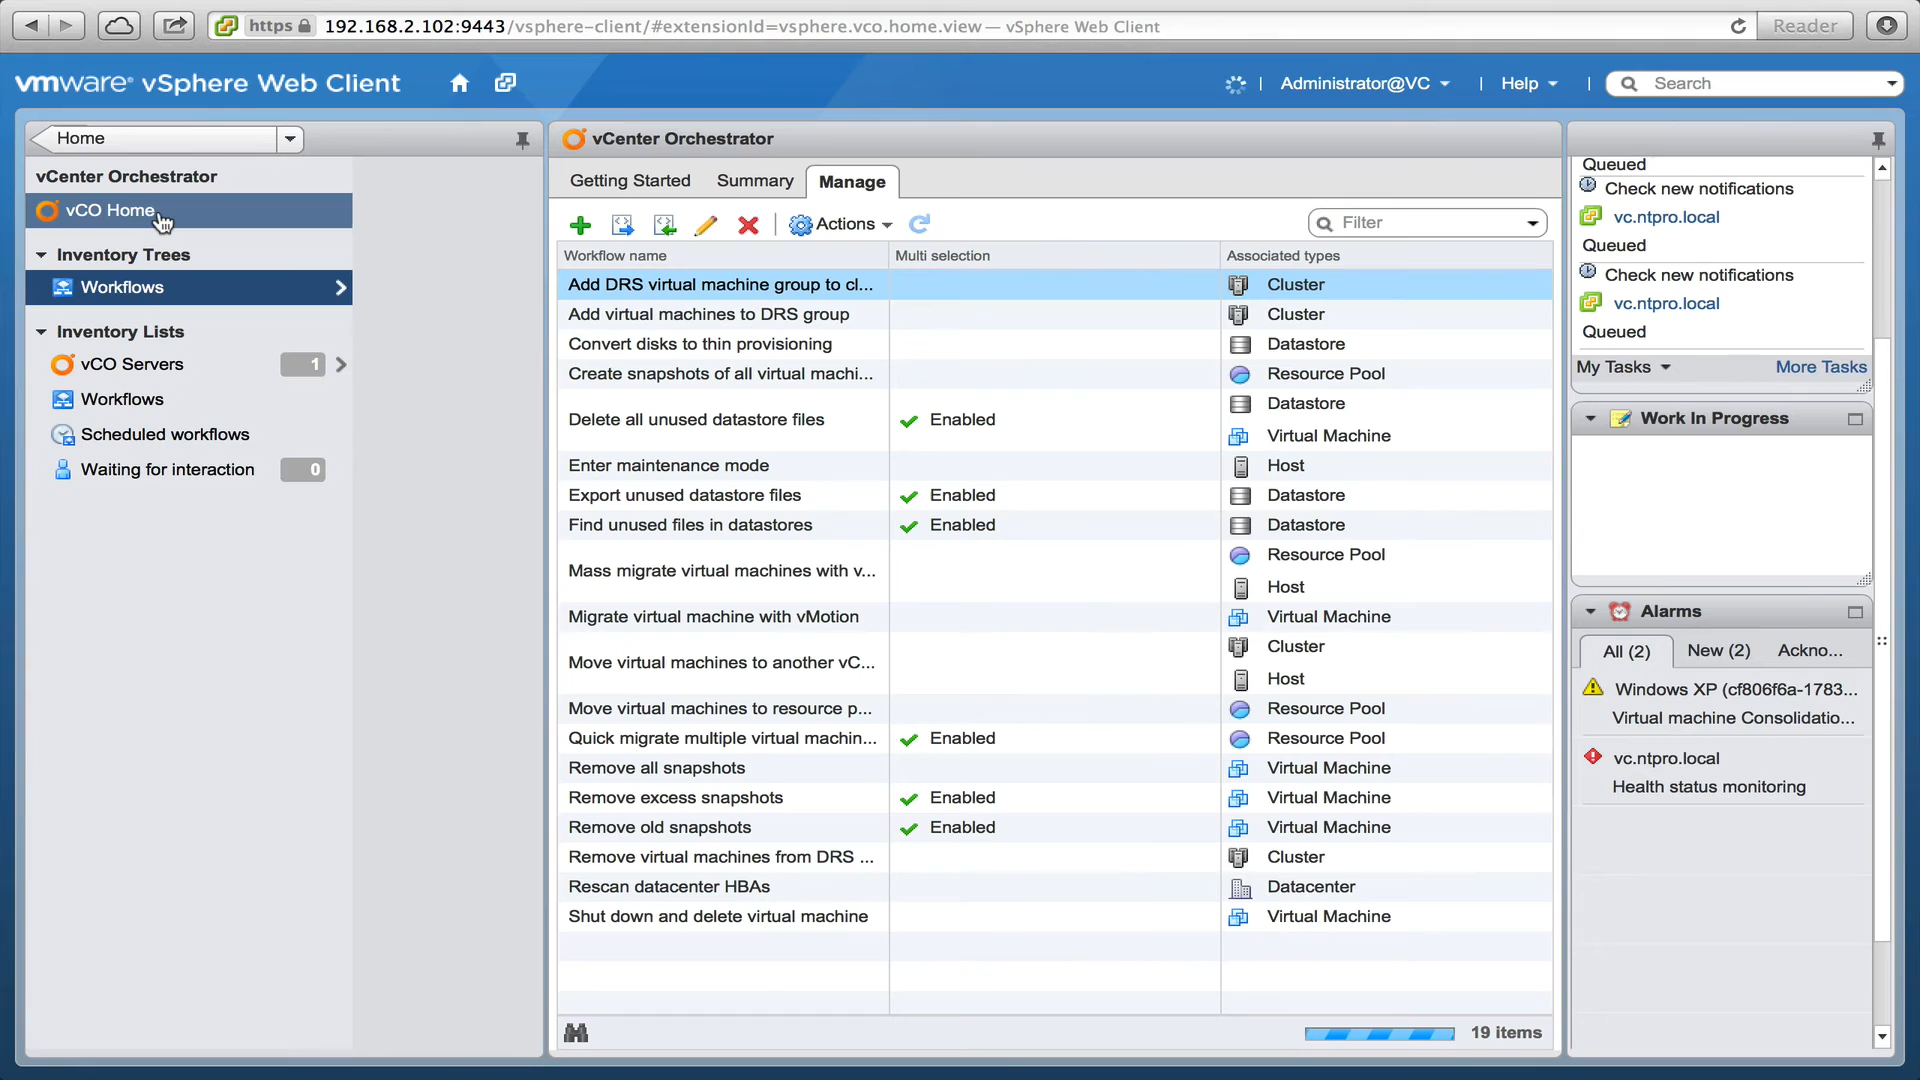 https 192.168.2.102:9443/vsphere-client/#extensionId=vsphere.vco.home.view — vSphere Web Client
Reader
vmware® vSphere Web Client
Administrator@VC
Help
Search
Home
vCenter Orchestrator
vCO Home
Inventory Trees
Workflows
Inventory Lists
vCO Servers 1
Workflows
Scheduled workflows
Waiting for interaction 0
vCenter Orchestrator
Getting Started Summary Manage
Actions
Filter
Workflow name Multi selection Associated types
Add DRS virtual machine group to cl... Cluster
Add virtual machines to DRS group Cluster
Convert disks to thin provisioning Datastore
Create snapshots of all virtual machi... Resource Pool
Delete all unused datastore files Enabled Datastore
Virtual Machine
Enter maintenance mode Host
Export unused datastore files Enabled Datastore
Find unused files in datastores Enabled Datastore
Mass migrate virtual machines with v... Resource Pool
Host
Migrate virtual machine with vMotion Virtual Machine
Move virtual machines to another vC... Cluster
Host
Move virtual machines to resource p... Resource Pool
Quick migrate multiple virtual machin... Enabled Resource Pool
Remove all snapshots Virtual Machine
Remove excess snapshots Enabled Virtual Machine
Remove old snapshots Enabled Virtual Machine
Remove virtual machines from DRS ... Cluster
Rescan datacenter HBAs Datacenter
Shut down and delete virtual machine Virtual Machine
19 items
Queued
Check new notifications
vc.ntpro.local
Queued
Check new notifications
vc.ntpro.local
Queued
My Tasks More Tasks
Work In Progress
Alarms
All (2) New (2) Ackno...
Windows XP (cf806f6a-1783...
Virtual machine Consolidatio...
vc.ntpro.local
Health status monitoring